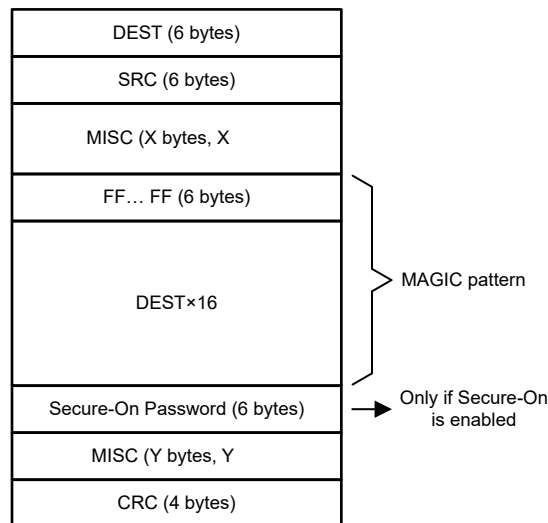 DEST (6 bytes)
SRC (6 bytes)
MISC (X bytes, X
FF… FF (6 bytes)
DEST×16
MAGIC pattern
Secure-On Password (6 bytes)
Only if Secure-On
is enabled
MISC (Y bytes, Y
CRC (4 bytes)